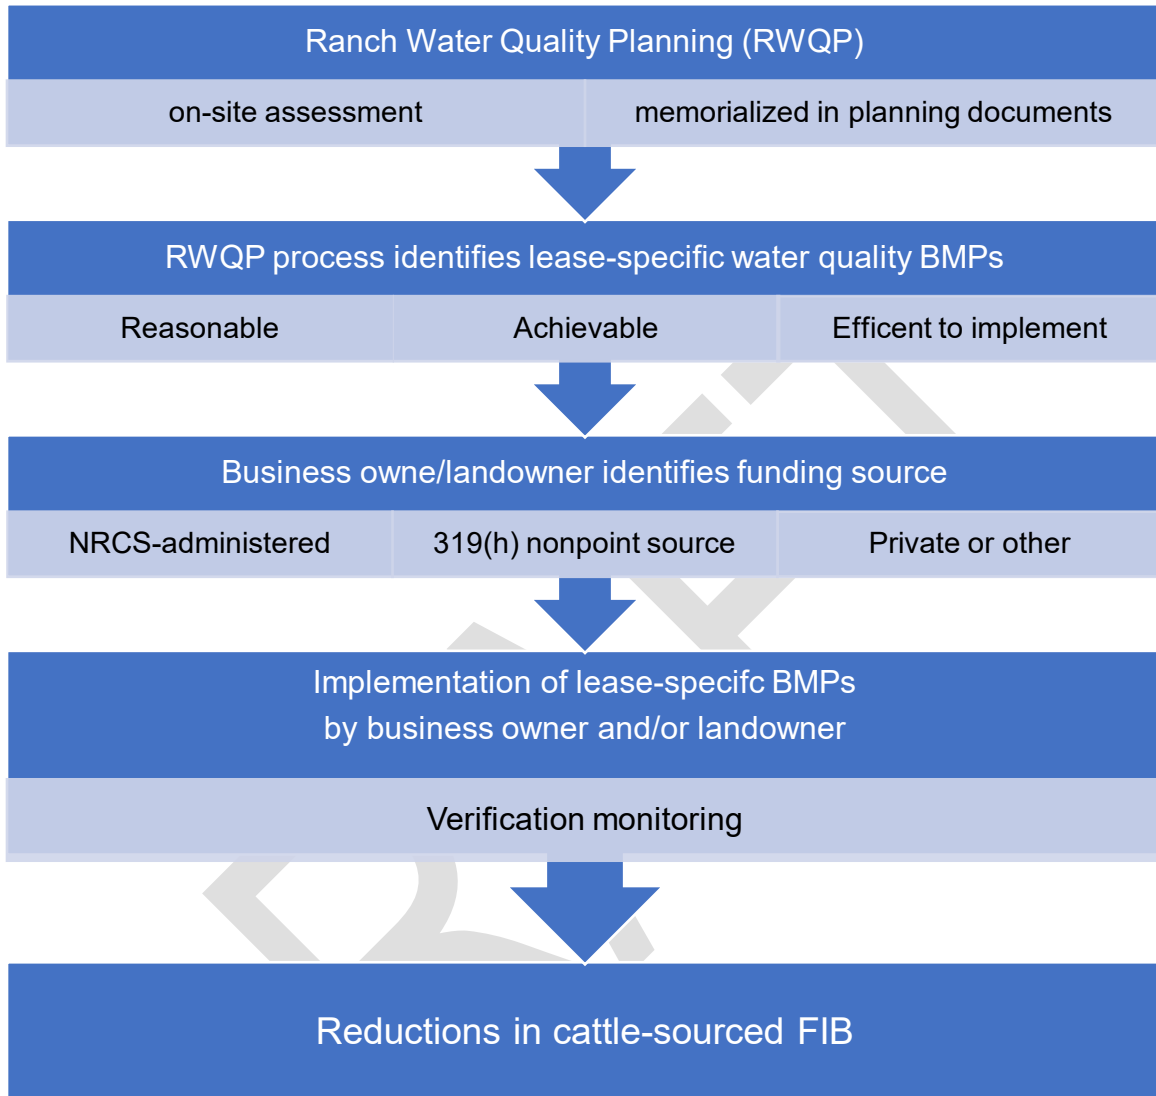 Ranch Water Quality Planning (RWQP)
on-site assessment
memorialized in planning documents
RWQP process identifies lease-specific water quality BMPs
Reasonable
Achievable
Efficent to implement
Business owne/landowner identifies funding source
NRCS-administered
319(h) nonpoint source
Private or other
Implementation of lease-specifc BMPs
by business owner and/or landowner
Verification monitoring
Reductions in cattle-sourced FIB